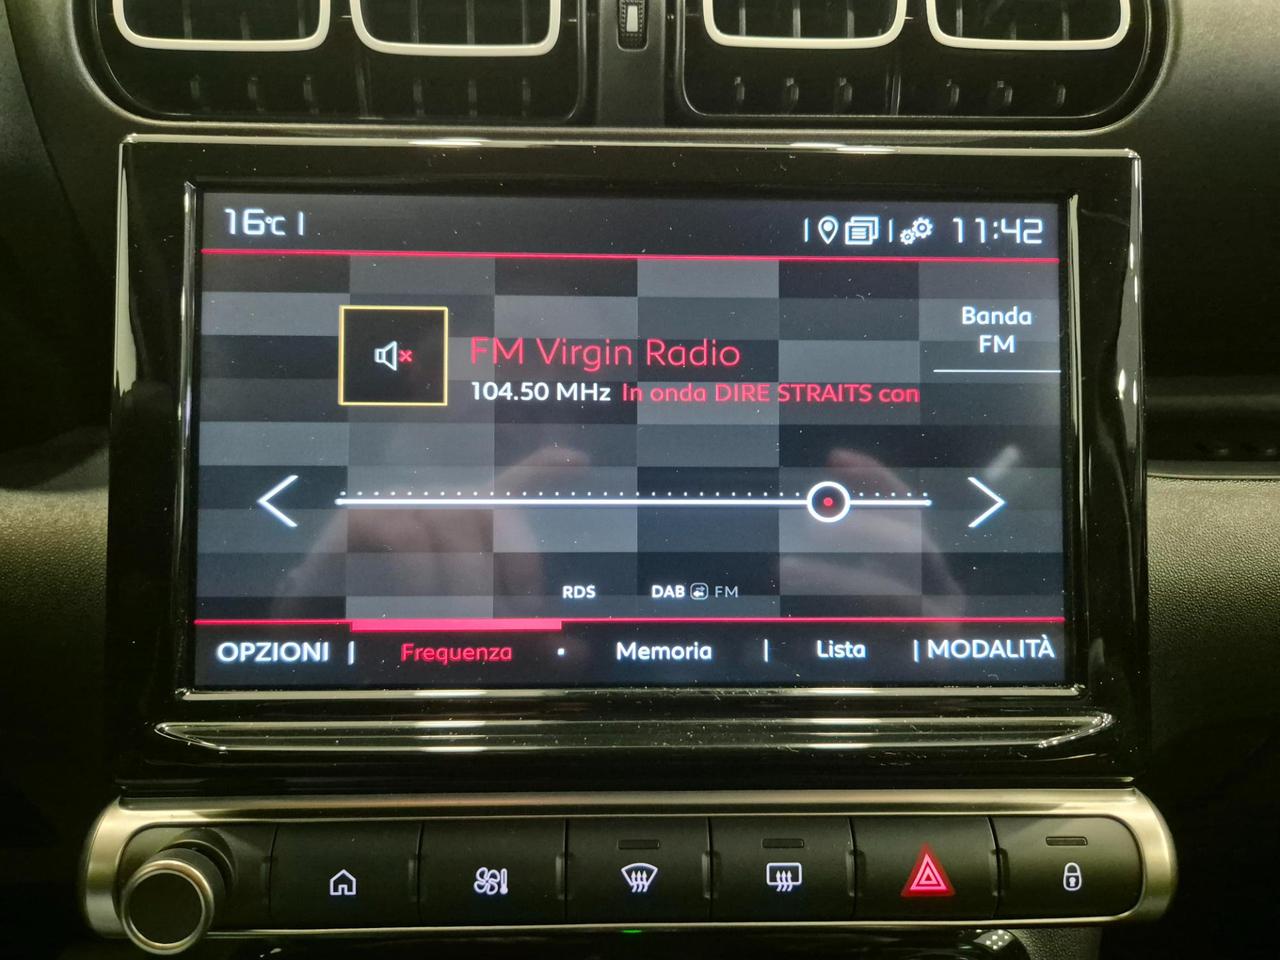 16°C
11:42
Banda
FM
FM Virgin Radio
104.50 MHz In onda DIRE STRAITS con
RDS
DAB FM
OPZIONI | Frequenza Memoria | Lista | MODALITÀ